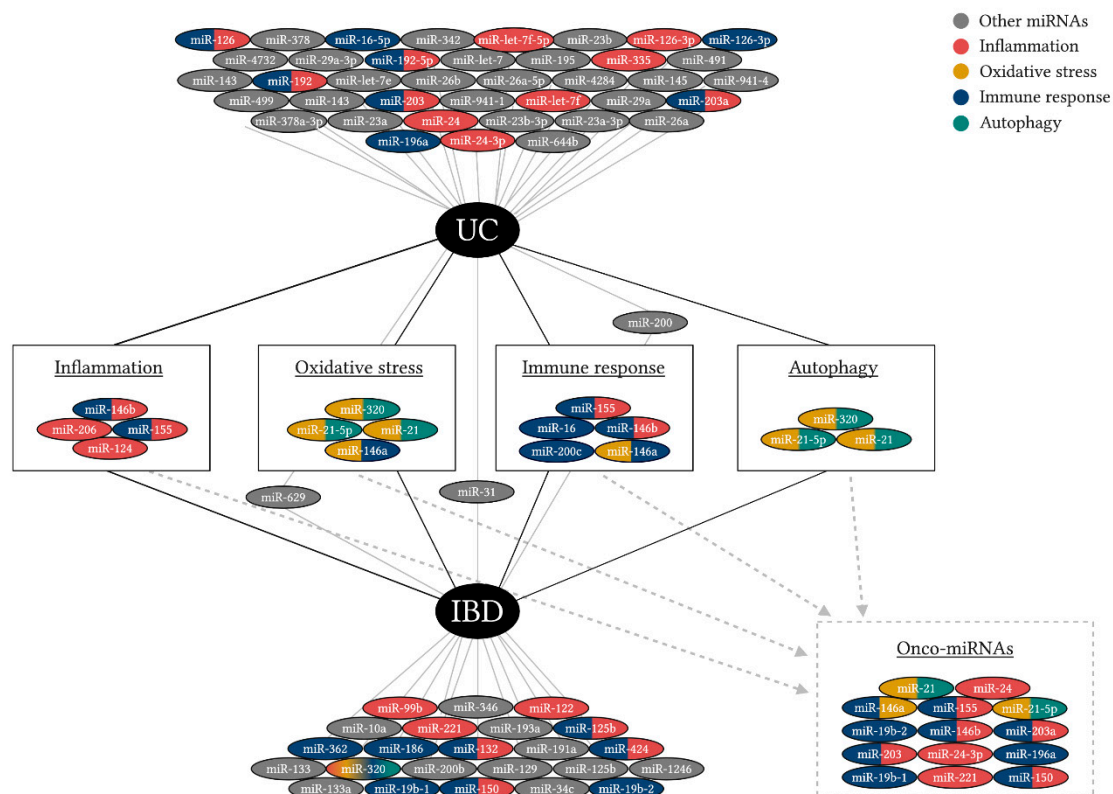 Other miRNAs
Inflammation
Oxidative stress
Immune response
Autophagy
miR-126 miR-378 miR-16-5p miR-342 miR-let-7f-5p miR-23b miR-126-3p miR-126-3p
miR-4732 miR-29a-3p miR-192-5p miR-let-7 miR-195 miR-335 miR-491
miR-143 miR-192 miR-let-7e miR-26b miR-26a-5p miR-4284 miR-145 miR-941-4
miR-499 miR-143 miR-203 miR-941-1 miR-let-7f miR-29a miR-203a
miR-378a-3p miR-23a miR-24 miR-23b-3p miR-23a-3p miR-26a
miR-196a miR-24-3p miR-644b
UC
miR-200
Inflammation
miR-146b
miR-206 miR-155
miR-124
Oxidative stress
miR-320
miR-21-5p miR-21
miR-146a
Immune response
miR-155
miR-16 miR-146b
miR-200c miR-146a
Autophagy
miR-320
miR-21-5p miR-21
miR-629
miR-31
IBD
miR-99b miR-346 miR-122
miR-10a miR-221 miR-193a miR-125b
miR-362 miR-186 miR-132 miR-191a miR-424
miR-133 miR-320 miR-200b miR-129 miR-125b miR-1246
miR-133a miR-19b-1 miR-150 miR-34c miR-19b-2
Onco-miRNAs
miR-21 miR-24
miR-146a miR-155 miR-21-5p
miR-19b-2 miR-146b miR-203a
miR-203 miR-24-3p miR-196a
miR-19b-1 miR-221 miR-150